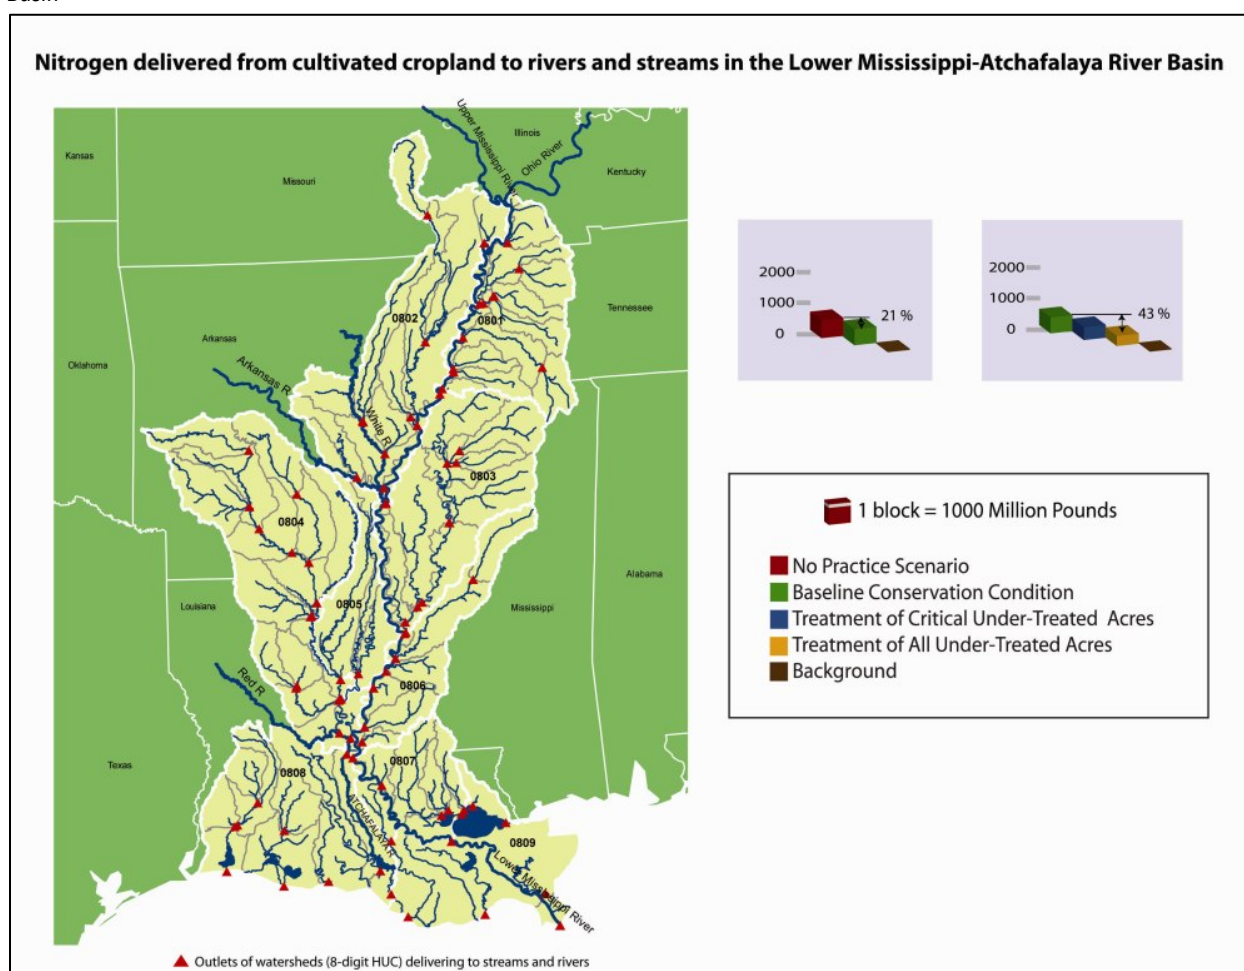 Basin
Nitrogen delivered from cultivated cropland to rivers and streams in the Lower Mississippi-Atchafalaya River Basin
Upper Mississippi River
Illinois
Ohio River
Kansas
Missouri
Kentucky
2000
1000
0
21 %
2000
1000
0
43 %
Tennessee
0802
0801
Arkansas
Oklahoma
Arkansas R.
White R.
0803
0804
1 block = 1000 Million Pounds
No Practice Scenario
Baseline Conservation Condition
Treatment of Critical Under-Treated Acres
Treatment of All Under-Treated Acres
Background
Alabama
Louisiana
0805
Mississippi
Red R
0806
Texas
0808
0807
ATCHAFALAYA R
0809
Lower Mississippi River
Outlets of watersheds (8-digit HUC) delivering to streams and rivers